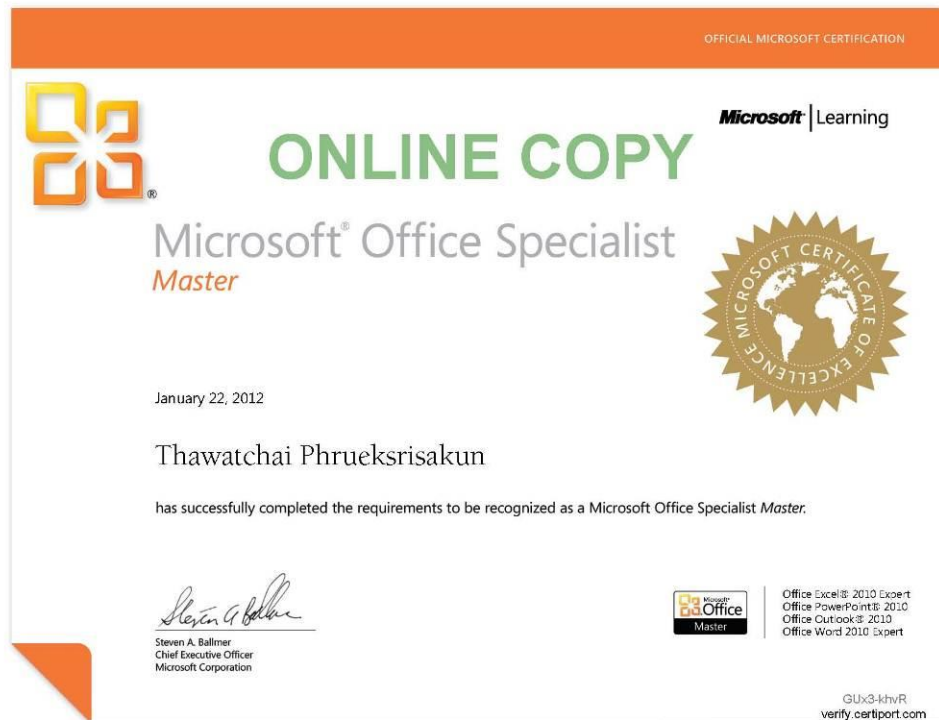 OFFICIAL MICROSOFT CERTIFICATION
Microsoft | Learning
ONLINE COPY
®
Microsoft® Office Specialist
Master
MICROSOFT CERTIFICATE OF EXCELLENCE
January 22, 2012
Thawatchai Phrueksrisakun
has successfully completed the requirements to be recognized as a Microsoft Office Specialist Master.
Steven A Ballmer
Steven A. Ballmer
Chief Executive Officer
Microsoft Corporation
Microsoft®
Office
Master
Office Excel® 2010 Expert
Office PowerPoint® 2010
Office Outlook® 2010
Office Word 2010 Expert
GUx3-khvR
verify.certiport.com